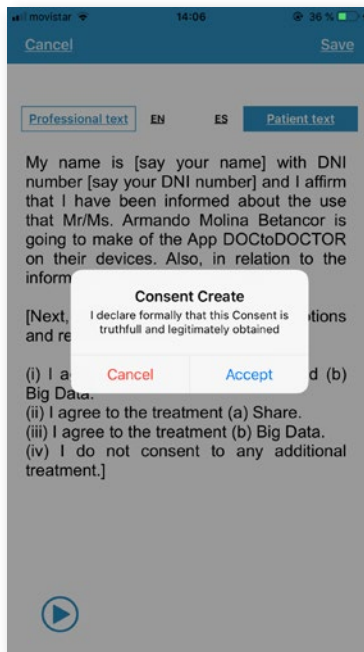 movistar 14:06 36 %
Cancel Save
Professional text EN ES Patient text
My name is [say your name] with DNI
number [say your DNI number] and I affirm
that I have been informed about the use
that Mr/Ms. Armando Molina Betancor is
going to make of the App DOCtoDOCTOR
on their devices. Also, in relation to the
inform
Consent Create
I declare formally that this Consent is
truthfull and legitimately obtained
Cancel Accept
[Next, tions
and re
(i) I a d (b)
Big Data.
(ii) I agree to the treatment (a) Share.
(iii) I agree to the treatment (b) Big Data.
(iv) I do not consent to any additional
treatment.]